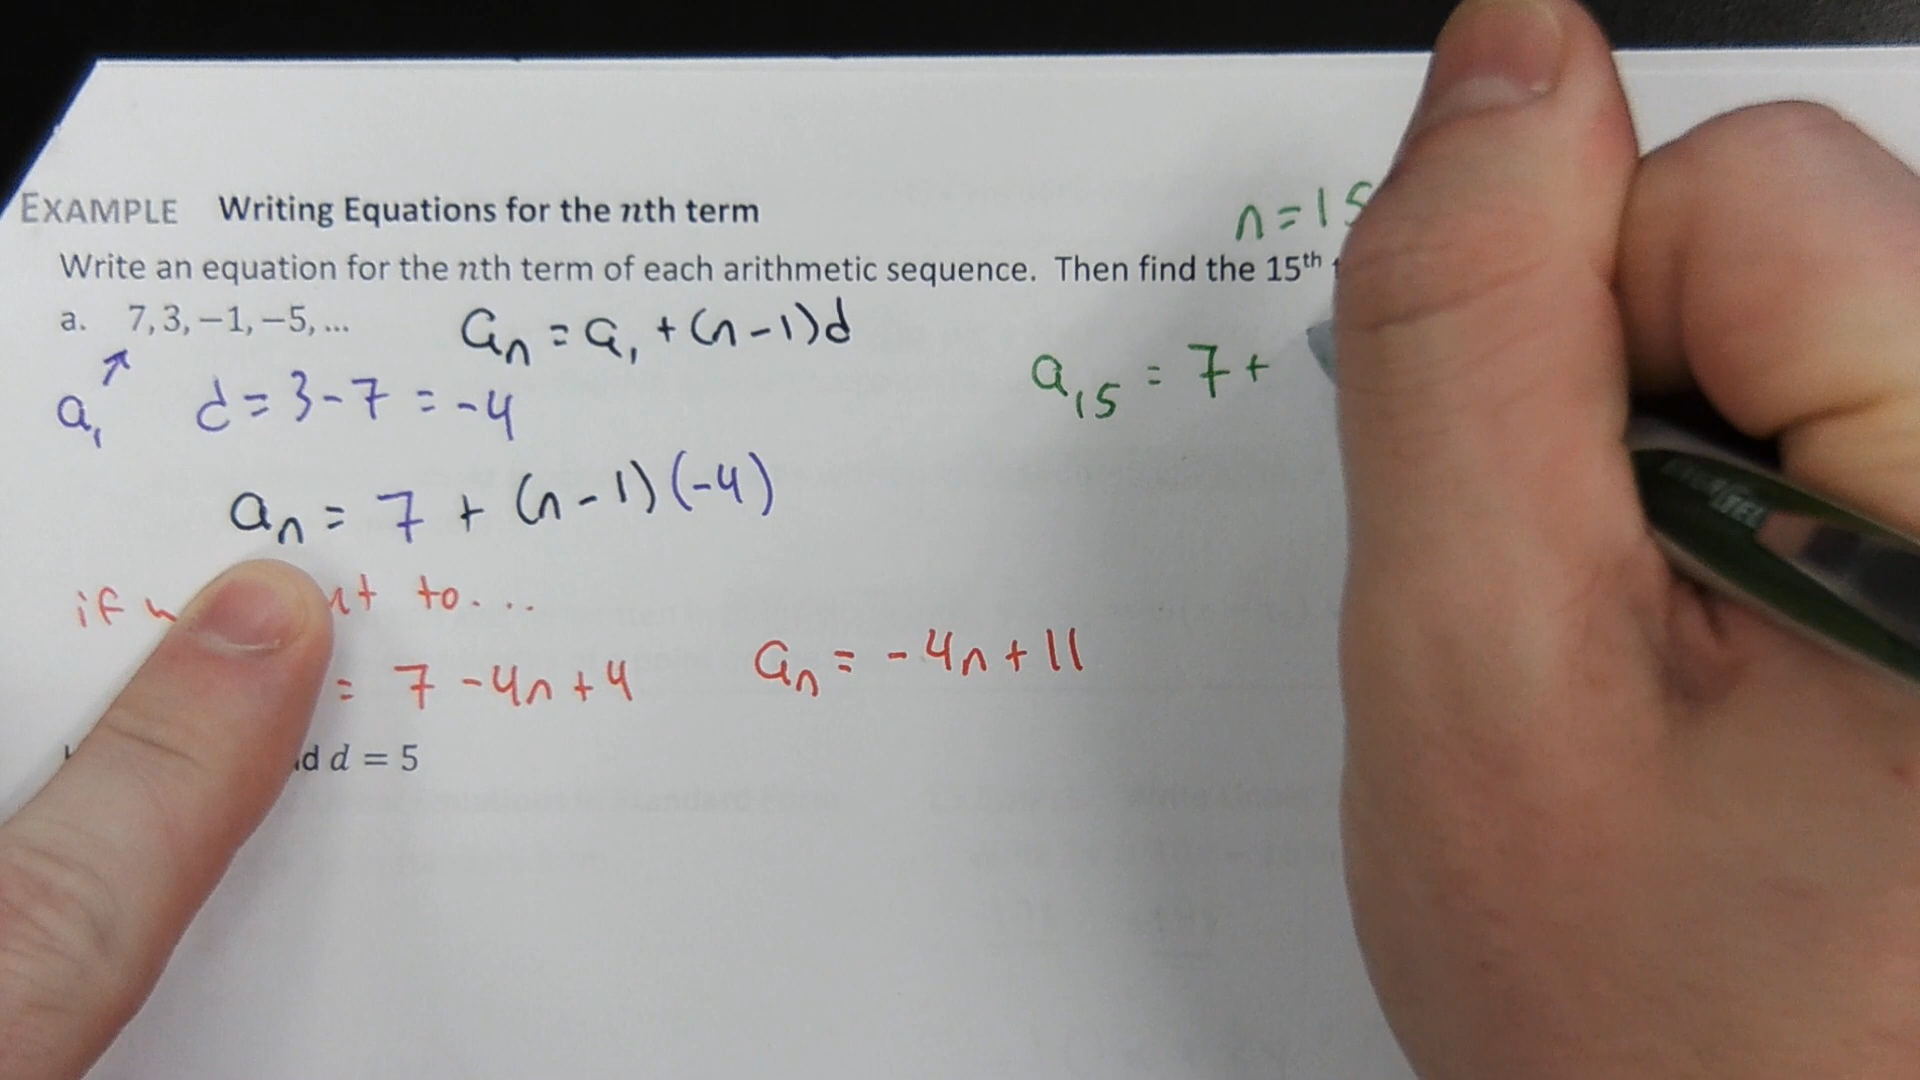 EXAMPLE Writing Equations for the nth term
n=15
Write an equation for the nth term of each arithmetic sequence. Then find the 15th
a. 7, 3, −1, −5, ...
aₙ = a₁ + (n-1)d
a₁₅ = 7 +
a₁
d = 3-7 = -4
aₙ = 7 + (n-1)(-4)
if to...
= 7 -4n +4
aₙ = -4n + 11
d = 5